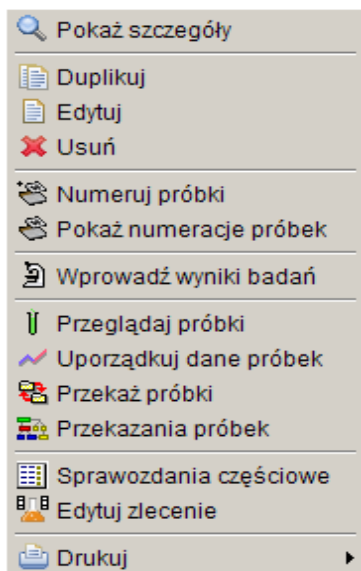 Pokaż szczegóły
Duplikuj
Edytuj
Usuń
Numeruj próbki
Pokaż numeracje próbek
Wprowadź wyniki badań
Przeglądaj próbki
Uporządkuj dane próbek
Przekaż próbki
Przekazania próbek
Sprawozdania częściowe
Edytuj zlecenie
Drukuj